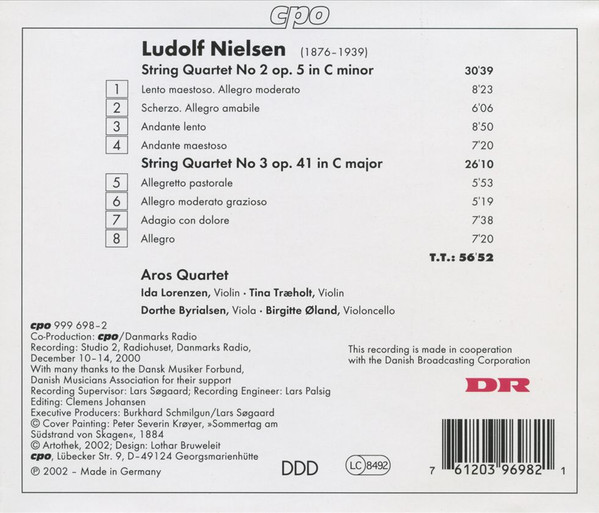 cpo
Ludolf Nielsen (1876–1939)
String Quartet No 2 op. 5 in C minor 30'39
1 Lento maestoso. Allegro moderato 8'23
2 Scherzo. Allegro amabile 6'06
3 Andante lento 8'50
4 Andante maestoso 7'20
String Quartet No 3 op. 41 in C major 26'10
5 Allegretto pastorale 5'53
6 Allegro moderato grazioso 5'19
7 Adagio con dolore 7'38
8 Allegro 7'20
T.T.: 56'52
Aros Quartet
Ida Lorenzen, Violin · Tina Træholt, Violin
Dorthe Byrialsen, Viola · Birgitte Øland, Violoncello
cpo 999 698–2
Co-Production: cpo/Danmarks Radio
Recording: Studio 2, Radiohuset, Danmarks Radio,
December 10–14, 2000
With many thanks to the Dansk Musiker Forbund,
Danish Musicians Association for their support
Recording Supervisor: Lars Søgaard; Recording Engineer: Lars Palsig
Editing: Clemens Johansen
Executive Producers: Burkhard Schmilgun/Lars Søgaard
© Cover Painting: Peter Severin Krøyer, »Sommertag am
Südstrand von Skagen«, 1884
© Artothek, 2002; Design: Lothar Bruweleit
cpo, Lübecker Str. 9, D–49124 Georgsmarienhütte
℗ 2002 – Made in Germany
This recording is made in cooperation
with the Danish Broadcasting Corporation
DR
DDD
LC 8492
7 61203 96982 1